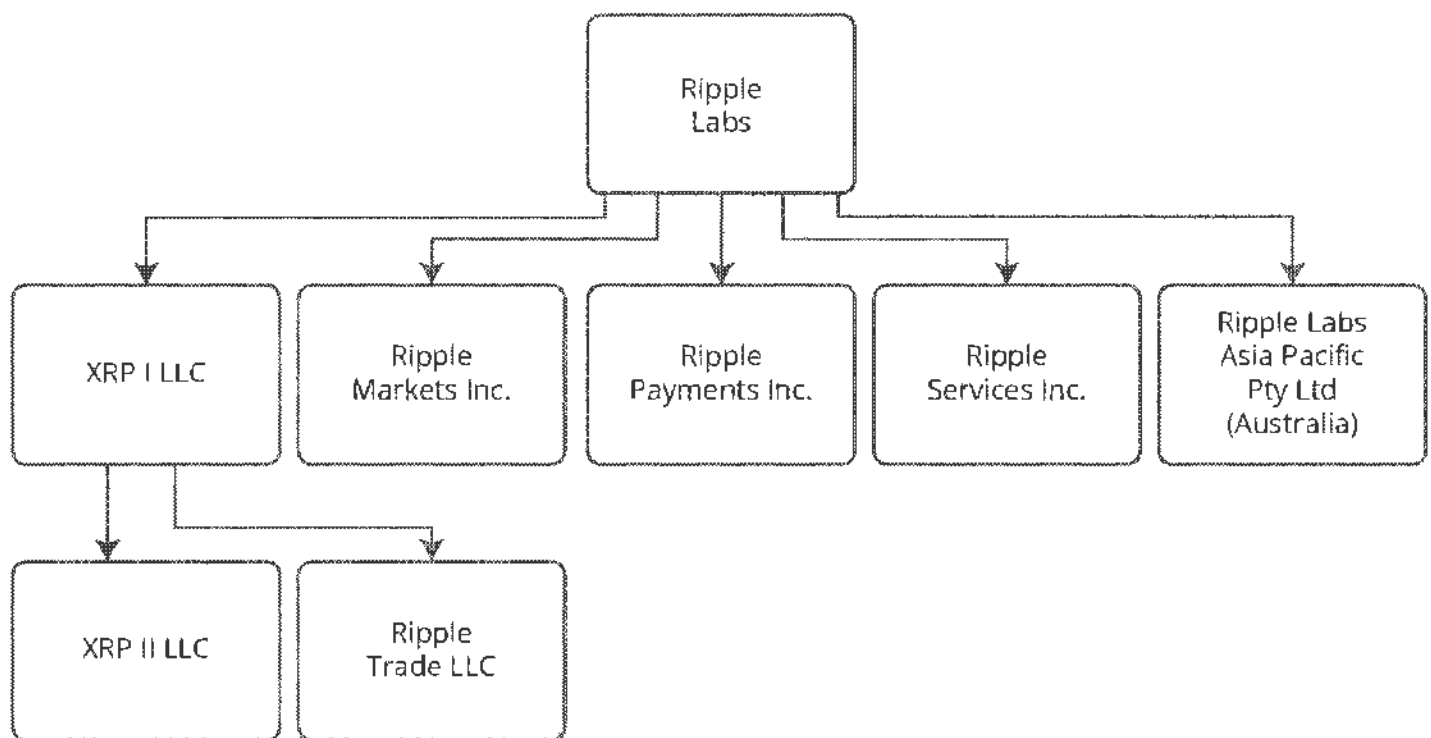 Ripple
Labs
XRP I LLC
Ripple
Markets Inc.
Ripple
Payments Inc.
Ripple
Services Inc.
Ripple Labs
Asia Pacific
Pty Ltd
(Australia)
XRP II LLC
Ripple
Trade LLC